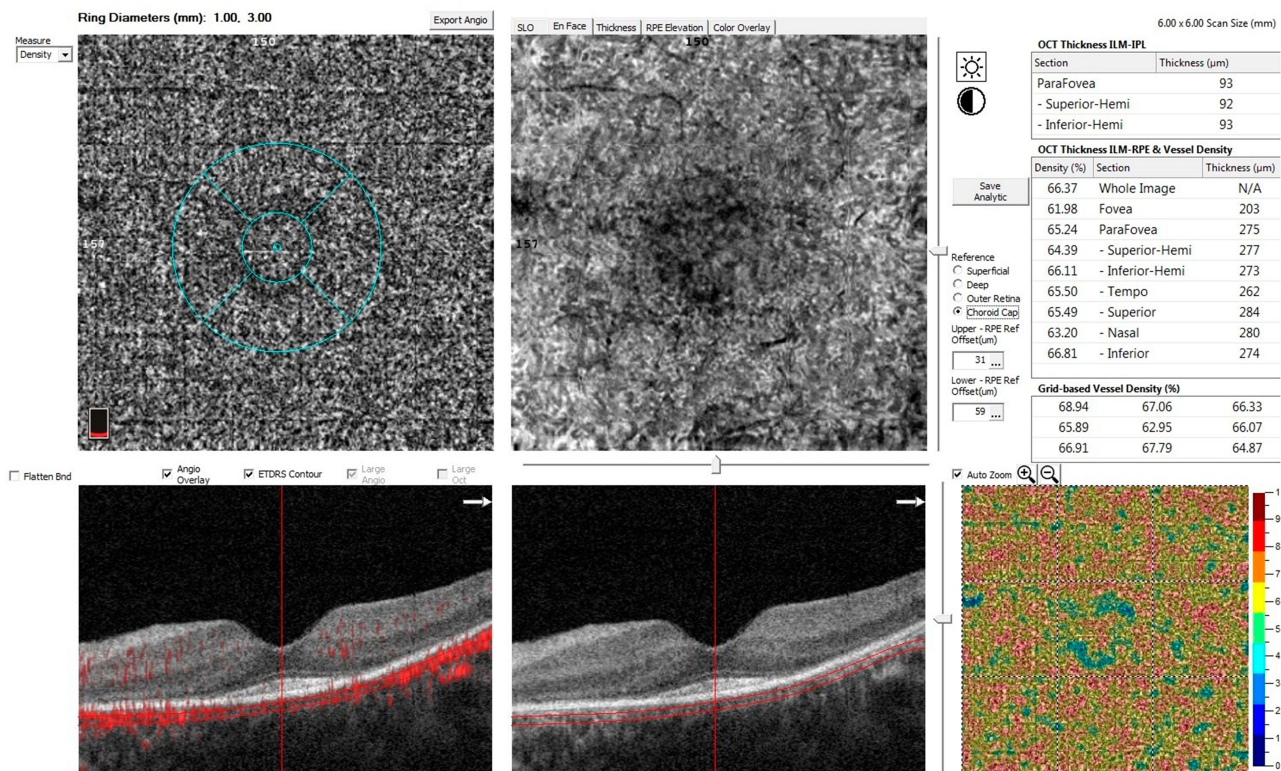 Ring Diameters (mm): 1.00, 3.00
Export Angio
Measure
Density
150
157
SLO
En Face
Thickness
RPE Elevation
Color Overlay
150
157
6.00 x 6.00 Scan Size (mm)
OCT Thickness ILM-IPL
Section Thickness (µm)
ParaFovea 93
- Superior-Hemi 92
- Inferior-Hemi 93
OCT Thickness ILM-RPE & Vessel Density
Density (%) Section Thickness (µm)
66.37 Whole Image N/A
61.98 Fovea 203
65.24 ParaFovea 275
64.39 - Superior-Hemi 277
66.11 - Inferior-Hemi 273
65.50 - Tempo 262
65.49 - Superior 284
63.20 - Nasal 280
66.81 - Inferior 274
Grid-based Vessel Density (%)
68.94 67.06 66.33
65.89 62.95 66.07
66.91 67.79 64.87
Save
Analytic
Reference
Superficial
Deep
Outer Retina
Choroid Cap
Upper - RPE Ref
Offset(um)
31 ...
Lower - RPE Ref
Offset(um)
59 ...
Flatten Bnd
Angio
Overlay
ETDRS Contour
Large
Angio
Large
Oct
Auto Zoom
1
9
8
7
6
5
4
3
2
1
0